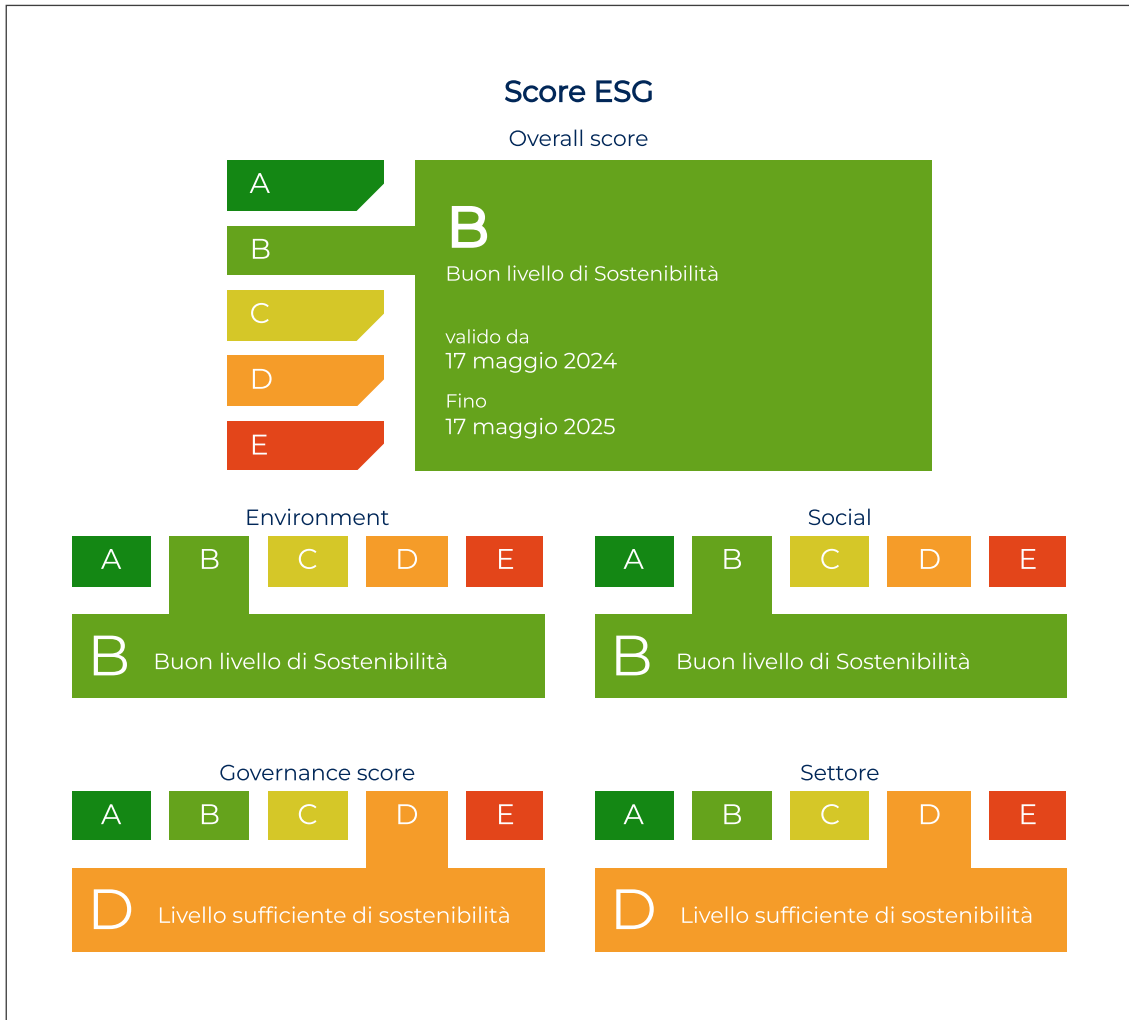 Score ESG
Overall score
A
B
C
D
E
B
Buon livello di Sostenibilità
valido da
17 maggio 2024
Fino
17 maggio 2025
Environment
A B C D E
B Buon livello di Sostenibilità
Social
A B C D E
B Buon livello di Sostenibilità
Governance score
A B C D E
D Livello sufficiente di sostenibilità
Settore
A B C D E
D Livello sufficiente di sostenibilità